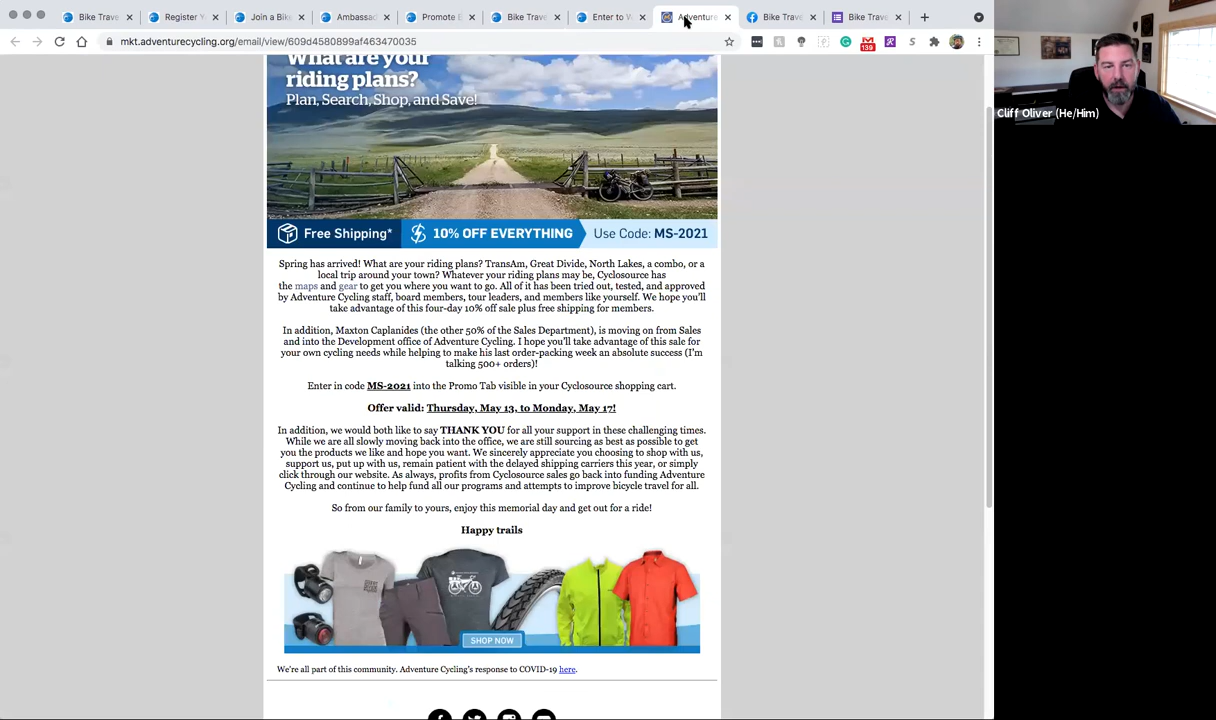 Bike Trave
Register Y
Join a Bik
Ambassad
Promote B
Bike Trave
Enter to W
Adventure
Bike Trave
Bike Trave
mkt.adventurecycling.org/email/view/609d4580899af463470035
139
Cliff Oliver (He/Him)
What are your
riding plans?
Plan, Search, Shop, and Save!
Free Shipping* 10% OFF EVERYTHING Use Code: MS-2021
Spring has arrived! What are your riding plans? TransAm, Great Divide, North Lakes, a combo, or a
local trip around your town? Whatever your riding plans may be, Cyclosource has
the maps and gear to get you where you want to go. All of it has been tried out, tested, and approved
by Adventure Cycling staff, board members, tour leaders, and members like yourself. We hope you'll
take advantage of this four-day 10% off sale plus free shipping for members.
In addition, Maxton Caplanides (the other 50% of the Sales Department), is moving on from Sales
and into the Development office of Adventure Cycling. I hope you'll take advantage of this sale for
your own cycling needs while helping to make his last order-packing week an absolute success (I'm
talking 500+ orders)!
Enter in code MS-2021 into the Promo Tab visible in your Cyclosource shopping cart.
Offer valid: Thursday, May 13, to Monday, May 17!
In addition, we would both like to say THANK YOU for all your support in these challenging times.
While we are all slowly moving back into the office, we are still sourcing as best as possible to get
you the products we like and hope you want. We sincerely appreciate you choosing to shop with us,
support us, put up with us, remain patient with the delayed shipping carriers this year, or simply
click through our website. As always, profits from Cyclosource sales go back into funding Adventure
Cycling and continue to help fund all our programs and attempts to improve bicycle travel for all.
So from our family to yours, enjoy this memorial day and get out for a ride!
Happy trails
SHOP NOW
We're all part of this community. Adventure Cycling's response to COVID-19 here.